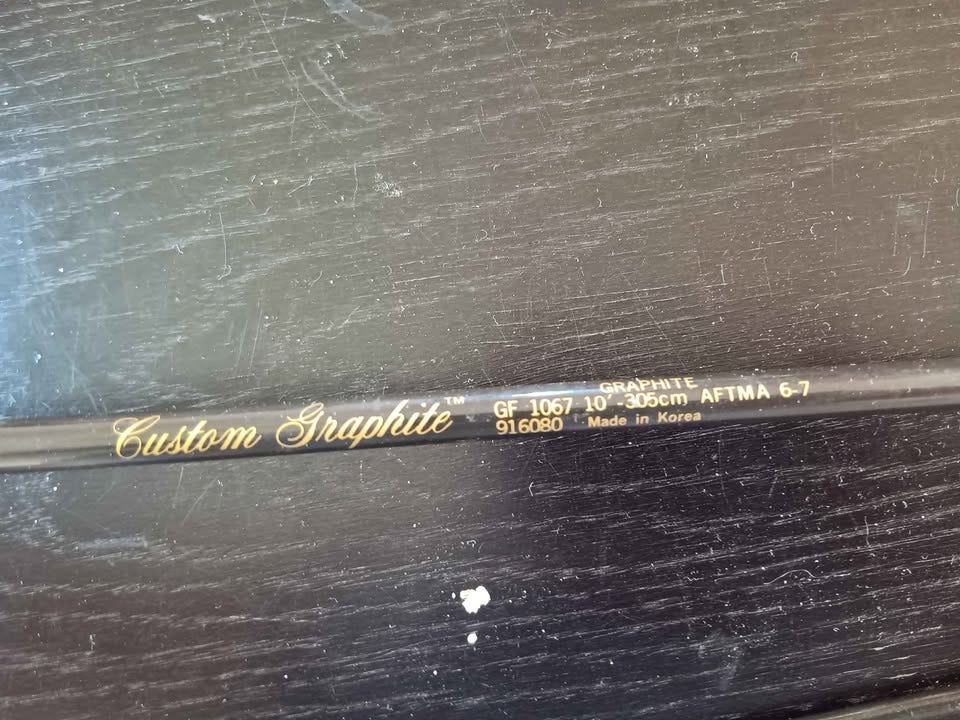 Custom Graphite™
GRAPHITE
GF 1067 10'-305cm AFTMA 6-7
916080 Made in Korea